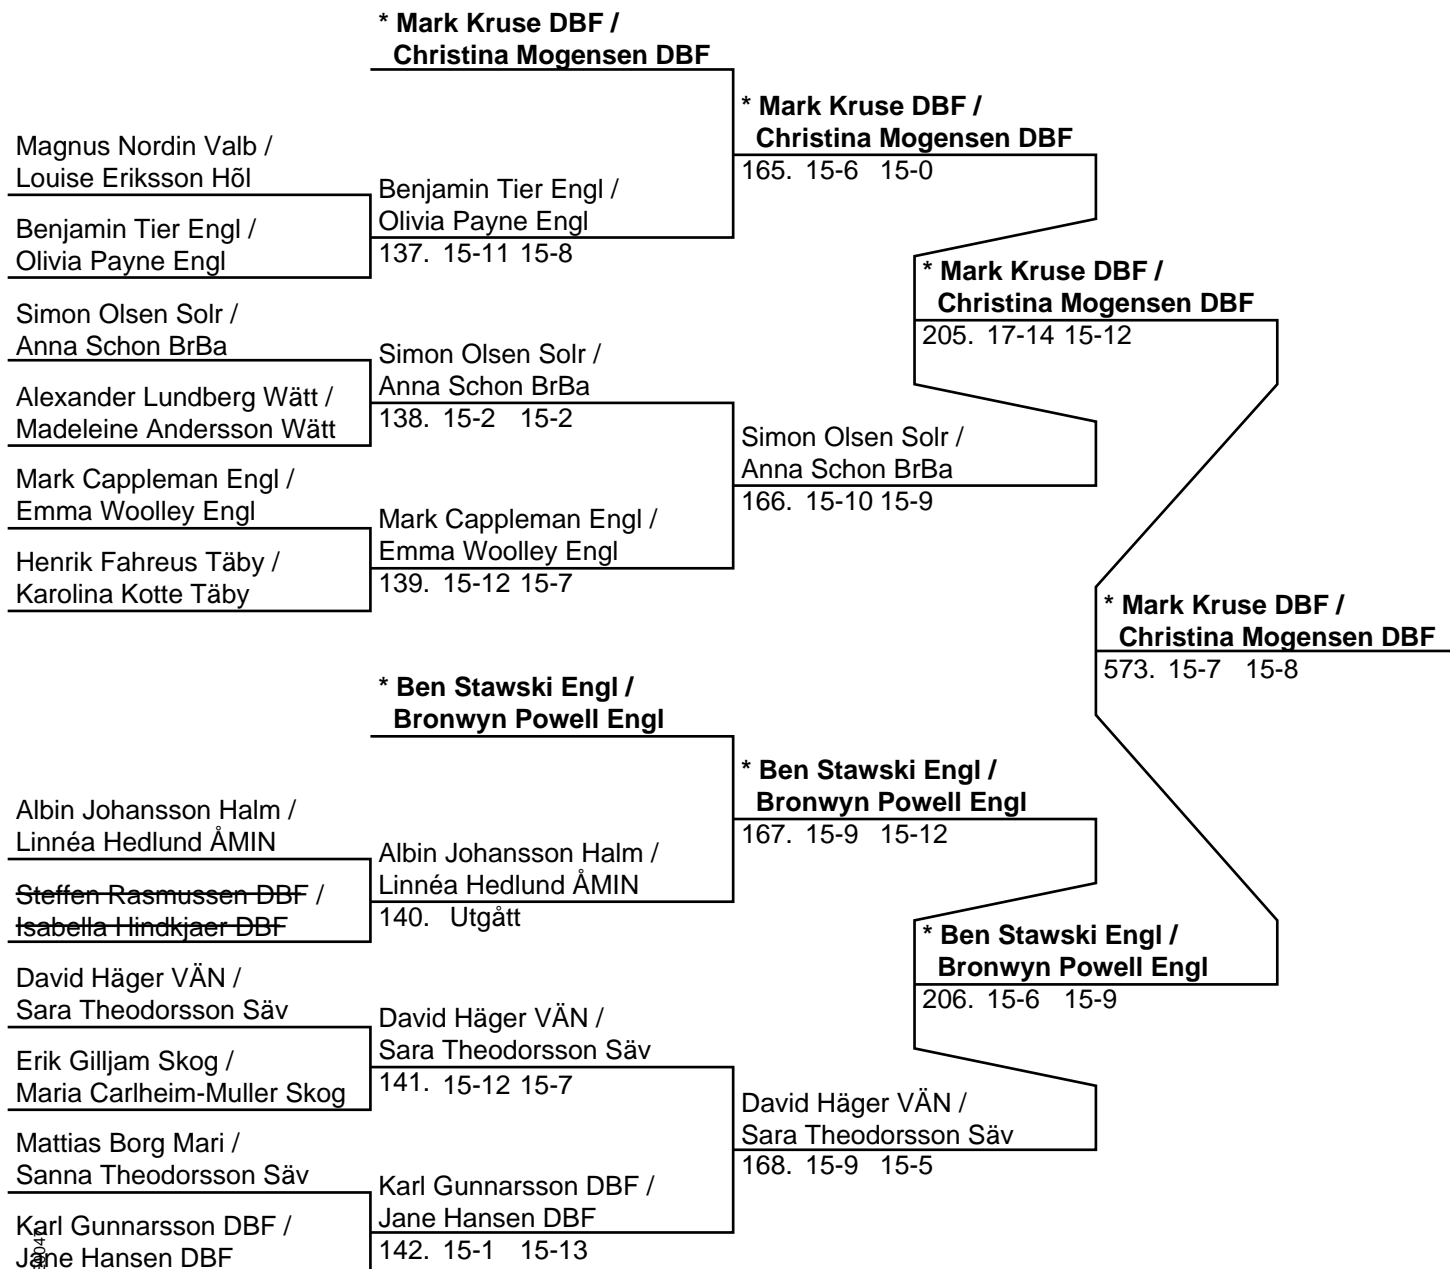 * Mark Kruse DBF /
Christina Mogensen DBF
* Mark Kruse DBF /
Christina Mogensen DBF
165. 15-6 15-0
Magnus Nordin Valb /
Louise Eriksson Hõl
Benjamin Tier Engl /
Olivia Payne Engl
137. 15-11 15-8
Benjamin Tier Engl /
Olivia Payne Engl
* Mark Kruse DBF /
Christina Mogensen DBF
205. 17-14 15-12
Simon Olsen Solr /
Anna Schon BrBa
Simon Olsen Solr /
Anna Schon BrBa
138. 15-2 15-2
Alexander Lundberg Wätt /
Madeleine Andersson Wätt
Simon Olsen Solr /
Anna Schon BrBa
166. 15-10 15-9
Mark Cappleman Engl /
Emma Woolley Engl
Mark Cappleman Engl /
Emma Woolley Engl
139. 15-12 15-7
Henrik Fahreus Täby /
Karolina Kotte Täby
* Mark Kruse DBF /
Christina Mogensen DBF
573. 15-7 15-8
* Ben Stawski Engl /
Bronwyn Powell Engl
* Ben Stawski Engl /
Bronwyn Powell Engl
167. 15-9 15-12
Albin Johansson Halm /
Linnéa Hedlund ÅMIN
Albin Johansson Halm /
Linnéa Hedlund ÅMIN
140. Utgått
Steffen Rasmussen DBF /
Isabella Hindkjaer DBF
* Ben Stawski Engl /
Bronwyn Powell Engl
206. 15-6 15-9
David Häger VÄN /
Sara Theodorsson Säv
David Häger VÄN /
Sara Theodorsson Säv
141. 15-12 15-7
Erik Gilljam Skog /
Maria Carlheim-Muller Skog
David Häger VÄN /
Sara Theodorsson Säv
168. 15-9 15-5
Mattias Borg Mari /
Sanna Theodorsson Säv
Karl Gunnarsson DBF /
Jane Hansen DBF
142. 15-1 15-13
Karl Gunnarsson DBF /
Jane Hansen DBF